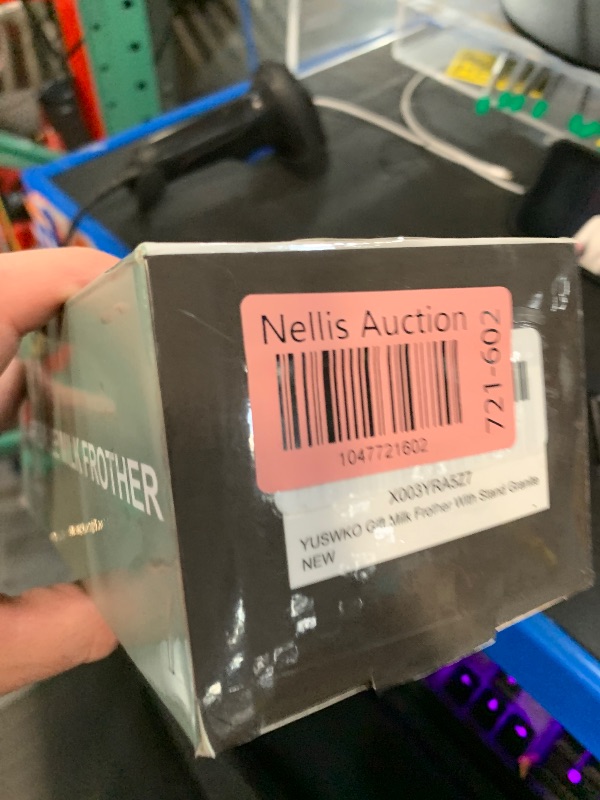 Nellis Auction
721-602
1047721602
X003YRA5Z7
YUSWKO Gift Milk Frother With Stand Granite
NEW
MILK FROTHER